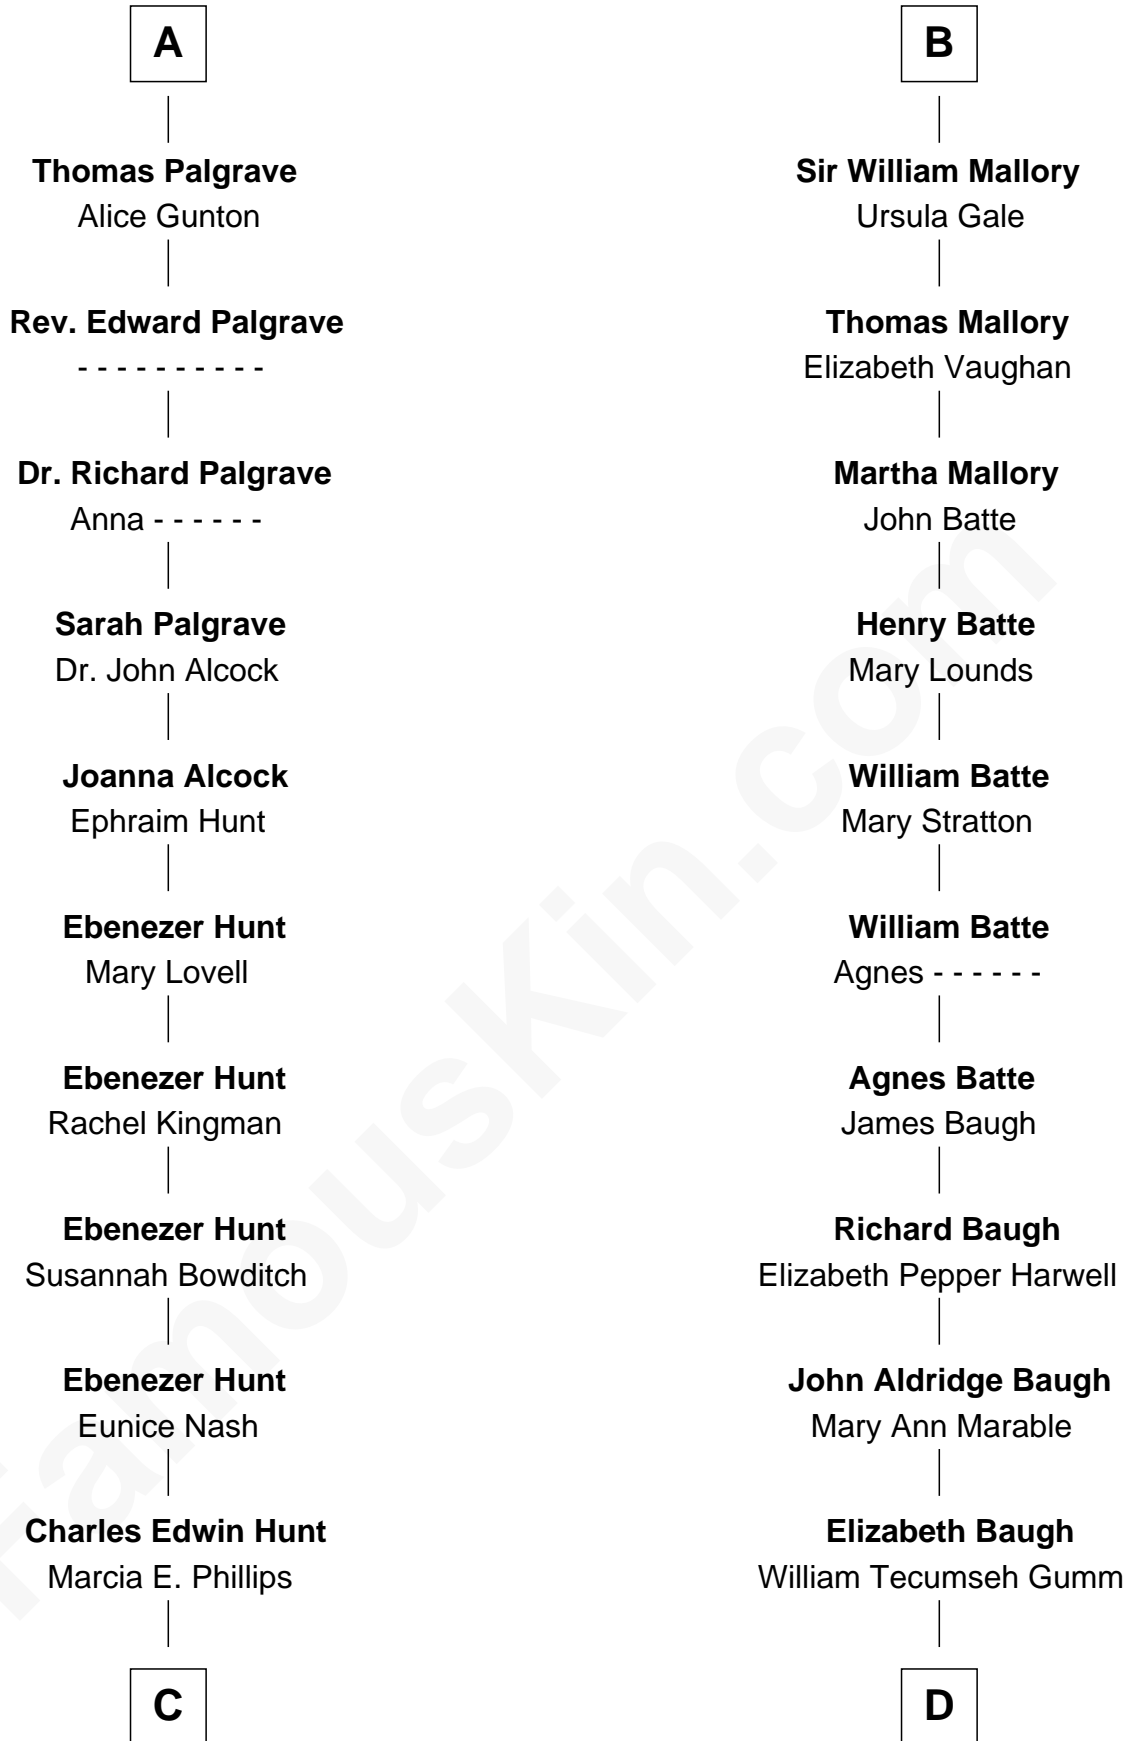 A
B
Thomas Palgrave
Alice Gunton
Sir William Mallory
Ursula Gale
Rev. Edward Palgrave
- - - - - - - - - -
Thomas Mallory
Elizabeth Vaughan
Dr. Richard Palgrave
Anna - - - - - -
Martha Mallory
John Batte
Sarah Palgrave
Dr. John Alcock
Henry Batte
Mary Lounds
Joanna Alcock
Ephraim Hunt
William Batte
Mary Stratton
Ebenezer Hunt
Mary Lovell
William Batte
Agnes - - - - - -
Ebenezer Hunt
Rachel Kingman
Agnes Batte
James Baugh
Ebenezer Hunt
Susannah Bowditch
Richard Baugh
Elizabeth Pepper Harwell
Ebenezer Hunt
Eunice Nash
John Aldridge Baugh
Mary Ann Marable
Charles Edwin Hunt
Marcia E. Phillips
Elizabeth Baugh
William Tecumseh Gumm
C
D
FamousKin.com